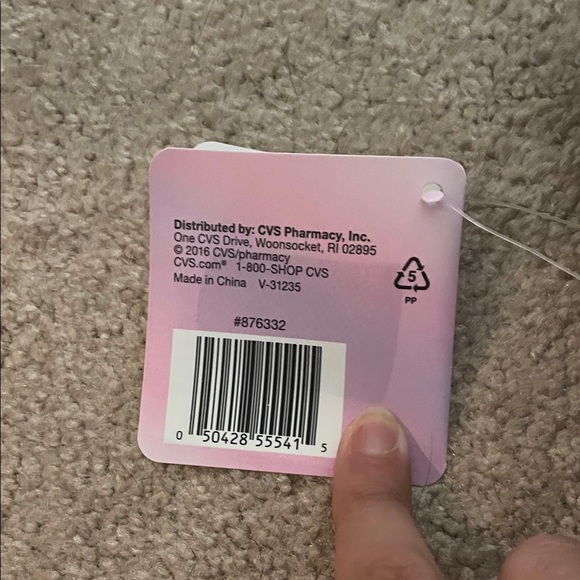 Distributed by: CVS Pharmacy, Inc.
One CVS Drive, Woonsocket, RI 02895
© 2016 CVS/pharmacy
CVS.com® 1-800-SHOP CVS
Made in China V-31235
5
PP
#876332
0 50428 55541 5